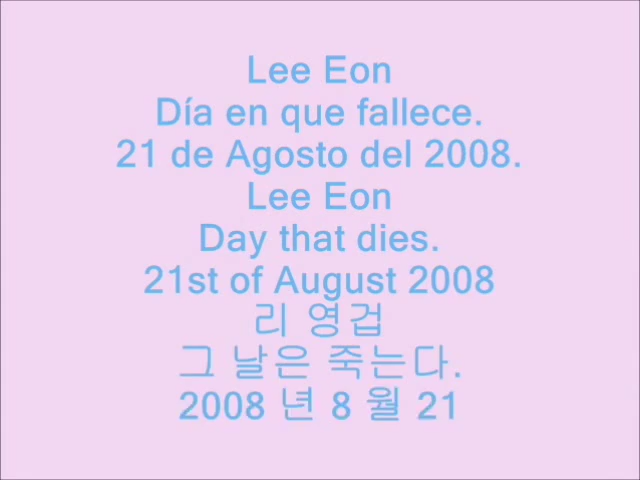 Lee Eon
Día en que fallece.
21 de Agosto del 2008.
Lee Eon
Day that dies.
21st of August 2008
리 영겁
그 날은 죽는다.
2008 년 8 월 21